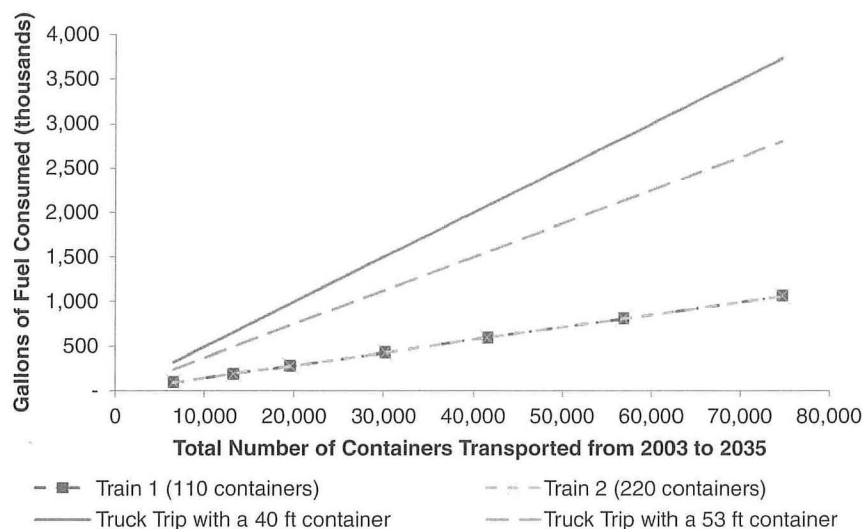 Gallons of Fuel Consumed (thousands)
4,000
3,500
3,000
2,500
2,000
1,500
1,000
500
-
0 10,000 20,000 30,000 40,000 50,000 60,000 70,000 80,000
Total Number of Containers Transported from 2003 to 2035
Train 1 (110 containers) Train 2 (220 containers)
Truck Trip with a 40 ft container Truck Trip with a 53 ft container